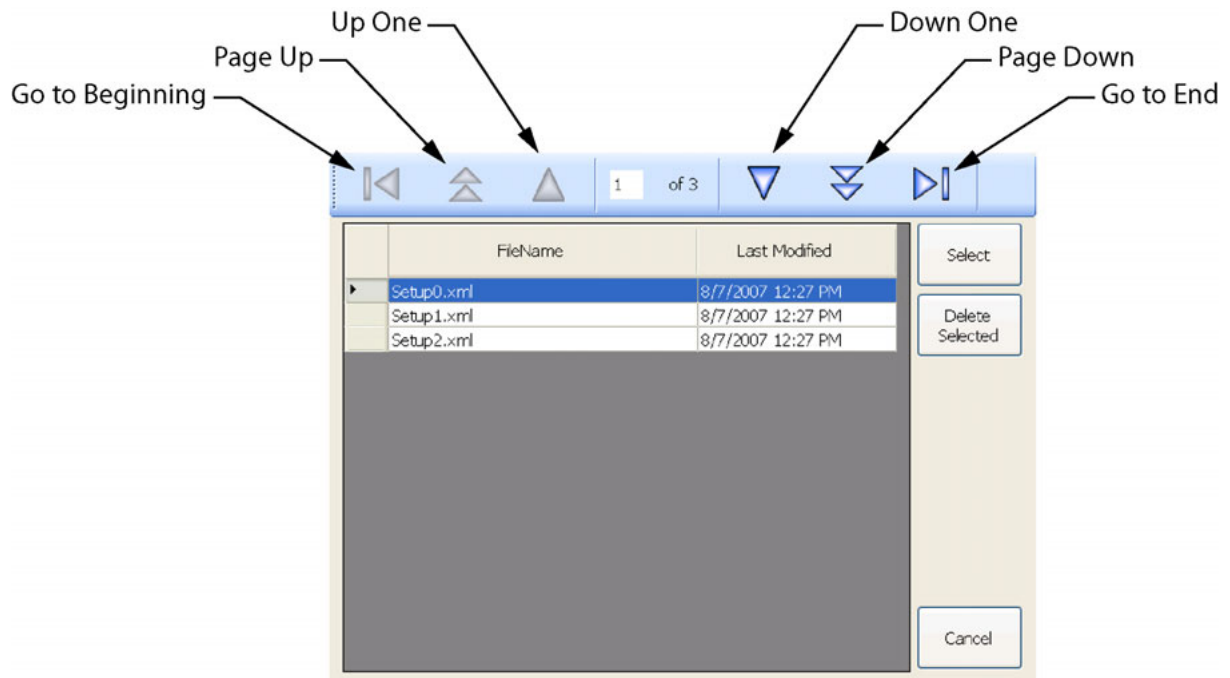 Up One
Down One
Page Up
Page Down
Go to Beginning
Go to End
1 of 3
FileName Last Modified
Select
Setup0.xml 8/7/2007 12:27 PM
Setup1.xml 8/7/2007 12:27 PM
Setup2.xml 8/7/2007 12:27 PM
Delete
Selected
Cancel